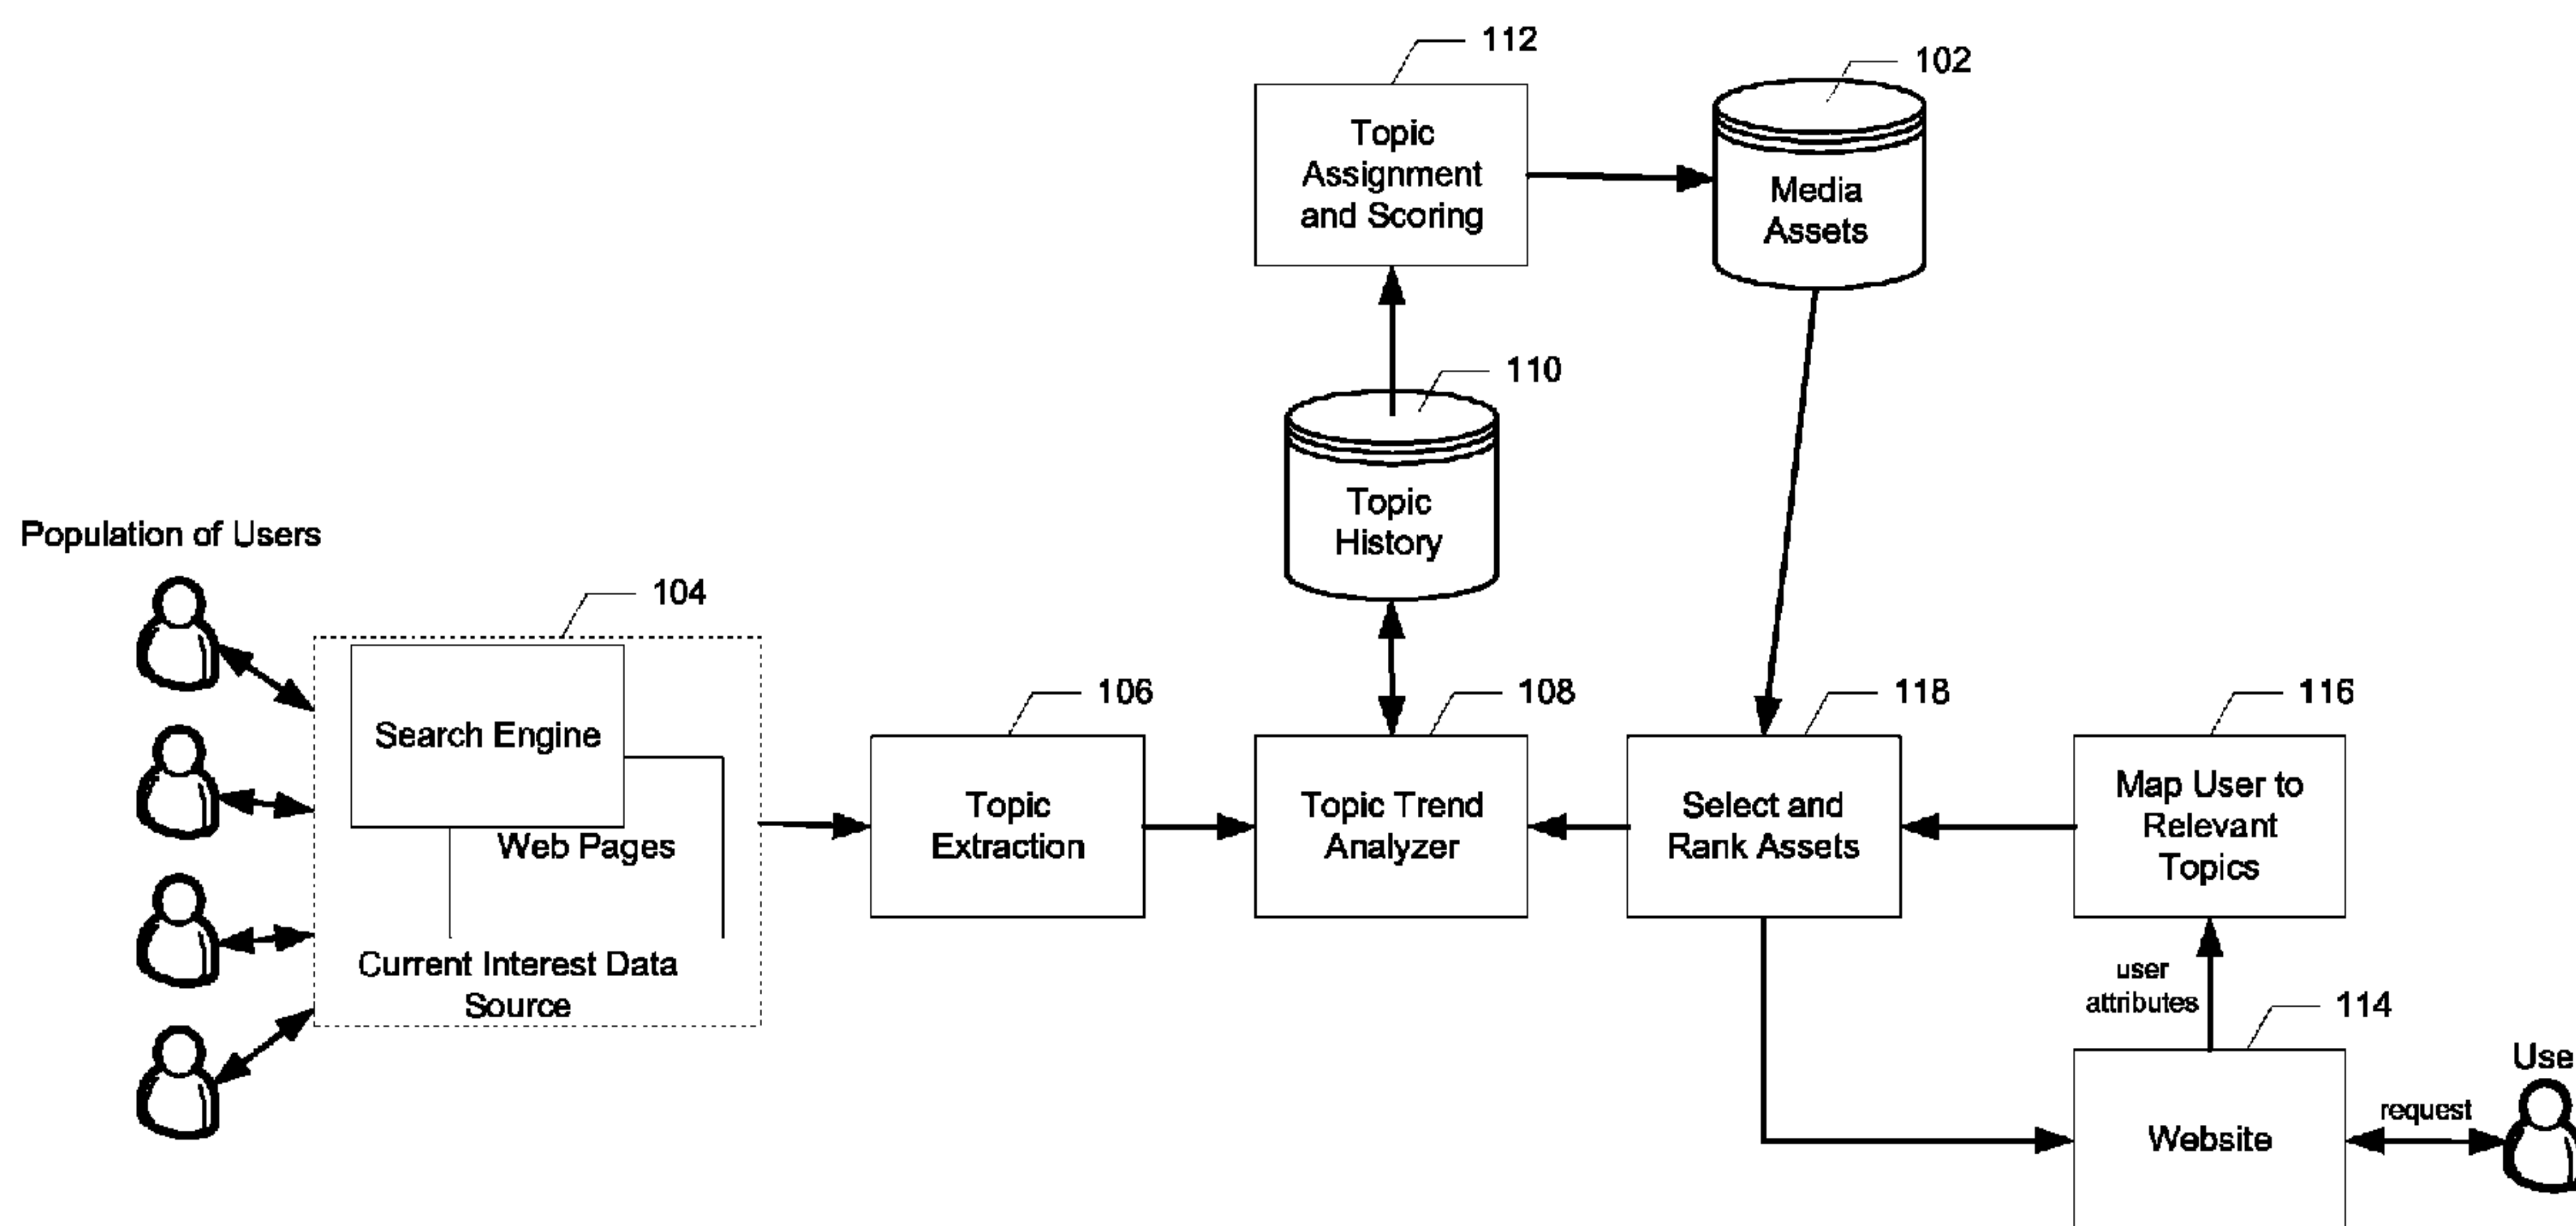 112
102
Topic
Assignment
and Scoring
Media
Assets
110
Topic
History
Population of Users
104
106
108
118
116
Search Engine
Web Pages
Current Interest Data
Source
Topic
Extraction
Topic Trend
Analyzer
Select and
Rank Assets
Map User to
Relevant
Topics
user
attributes
114
Website
request
Use